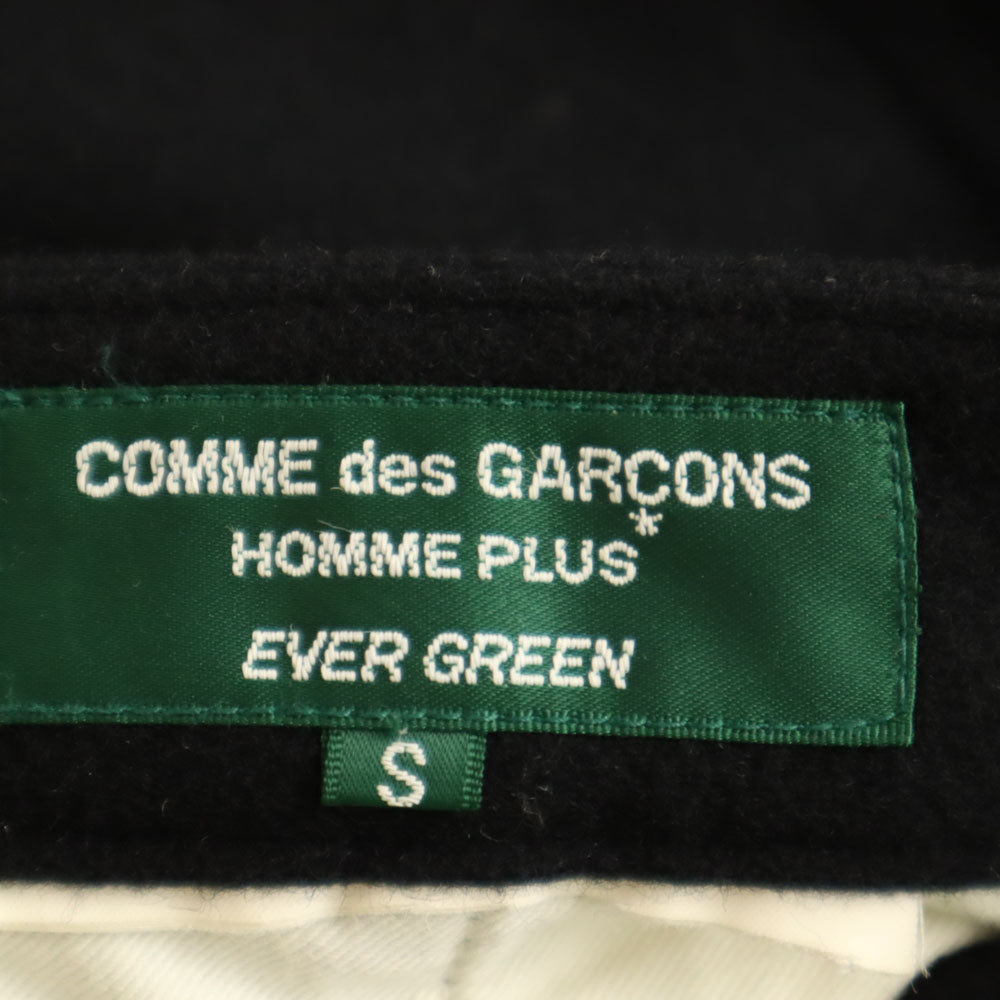 COMME des GARÇONS
HOMME PLUS*
EVER GREEN
S